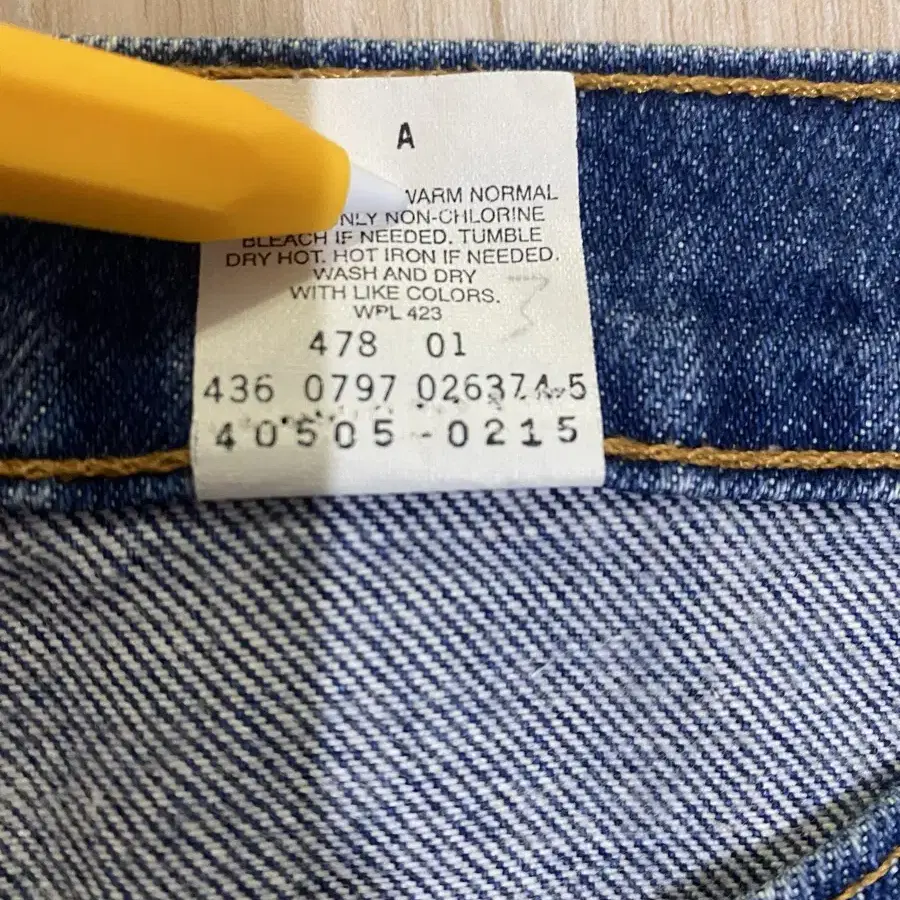 A
WARM NORMAL
NON-CHLORINE
BLEACH IF NEEDED. TUMBLE
DRY HOT. HOT IRON IF NEEDED.
WASH AND DRY
WITH LIKE COLORS.
WPL 423
478 01
436 0797
40505-0215